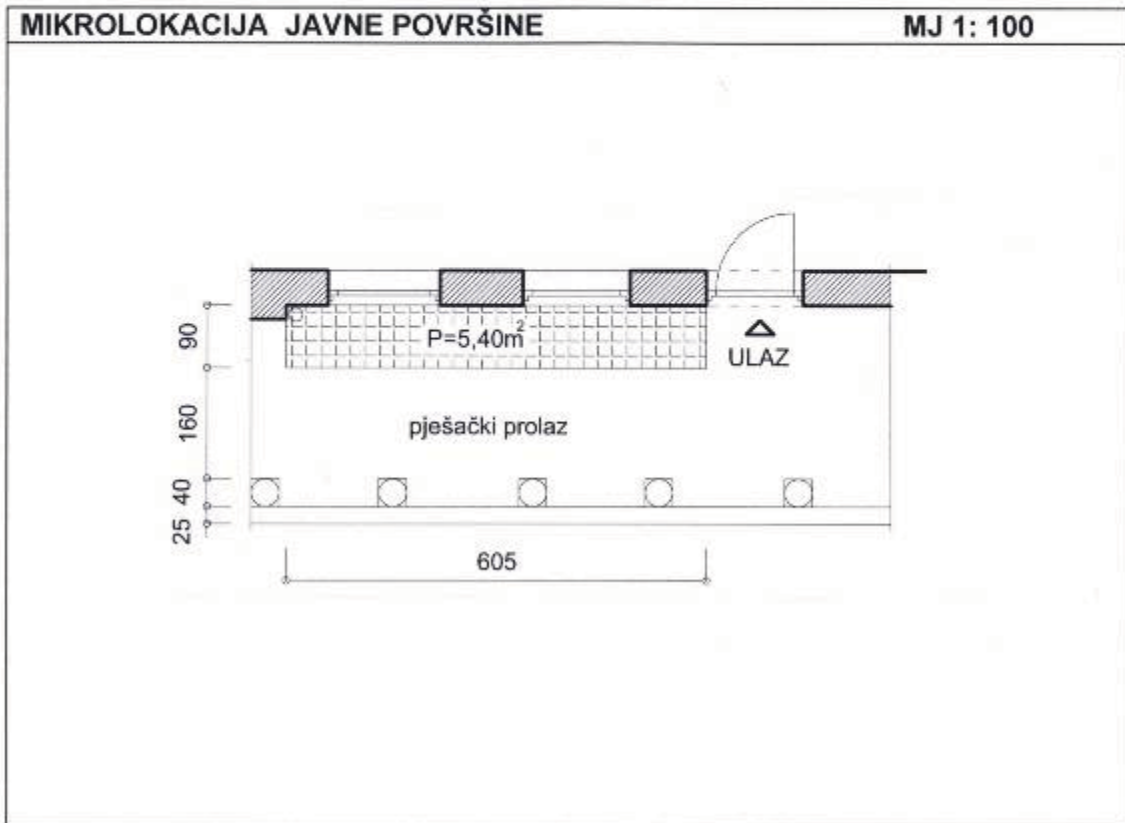 MIKROLOKACIJA JAVNE POVRŠINE MJ 1: 100
P=5,40m²
ULAZ
90
pješački prolaz
160
40
25
605